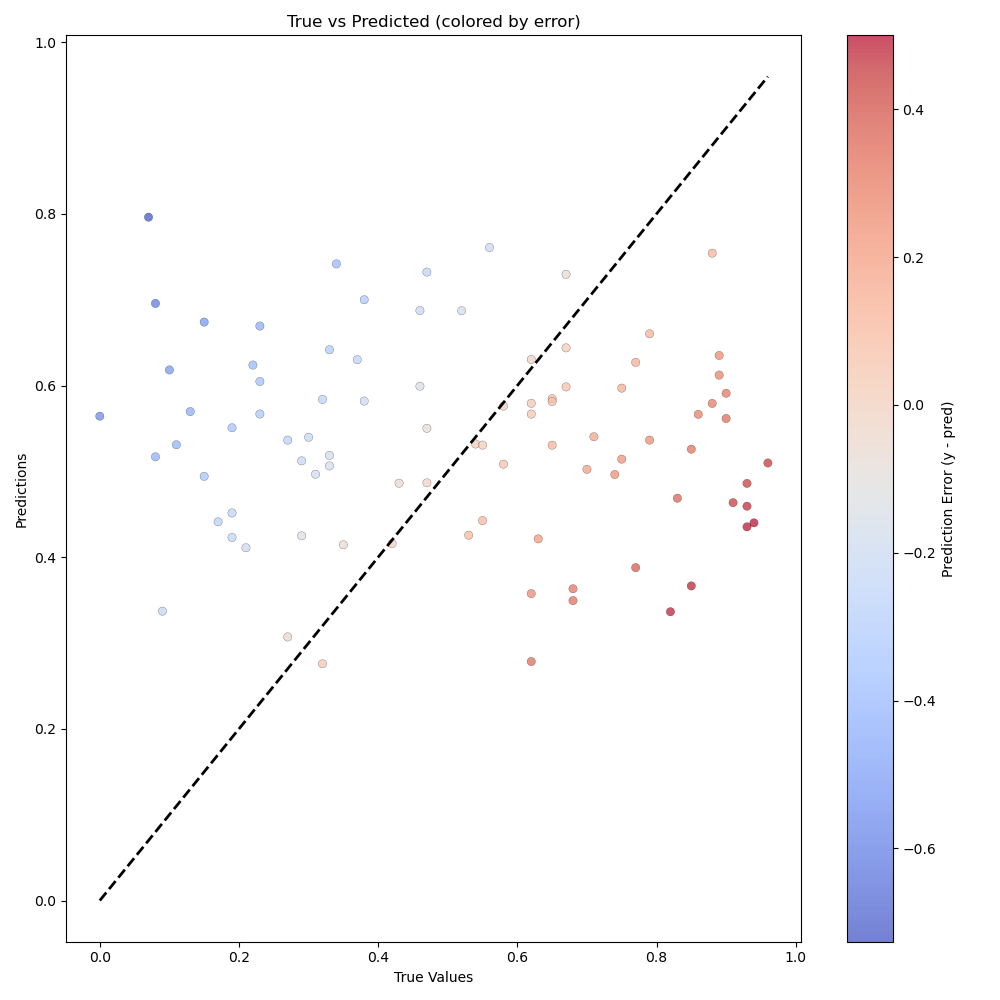 True vs Predicted (colored by error)
1.0
0.8
0.6
0.4
0.2
0.0
Predictions
0.0 0.2 0.4 0.6 0.8 1.0
True Values
0.4
0.2
0.0
−0.2
−0.4
−0.6
Prediction Error (y - pred)